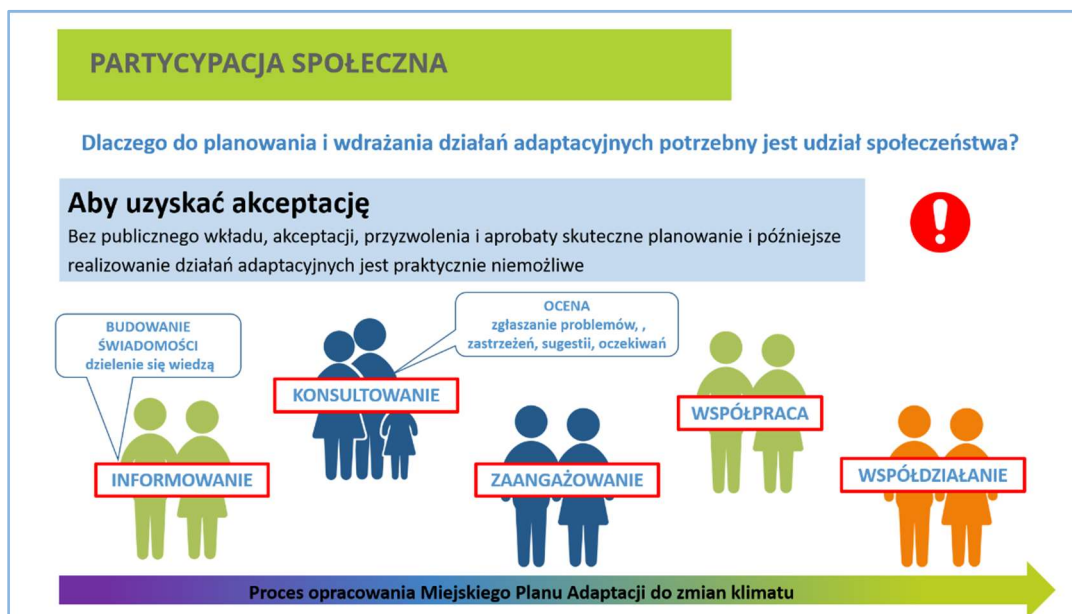 PARTYCYPACJA SPOŁECZNA
Dlaczego do planowania i wdrażania działań adaptacyjnych potrzebny jest udział społeczeństwa?
Aby uzyskać akceptację
Bez publicznego wkładu, akceptacji, przyzwolenia i aprobaty skuteczne planowanie i późniejsze
realizowanie działań adaptacyjnych jest praktycznie niemożliwe
BUDOWANIE
ŚWIADOMOŚCI
dzielenie się wiedzą
OCENA
zgłaszanie problemów, ,
zastrzeżeń, sugestii, oczekiwań
INFORMOWANIE
KONSULTOWANIE
ZAANGAŻOWANIE
WSPÓŁPRACA
WSPÓŁDZIAŁANIE
Proces opracowania Miejskiego Planu Adaptacji do zmian klimatu